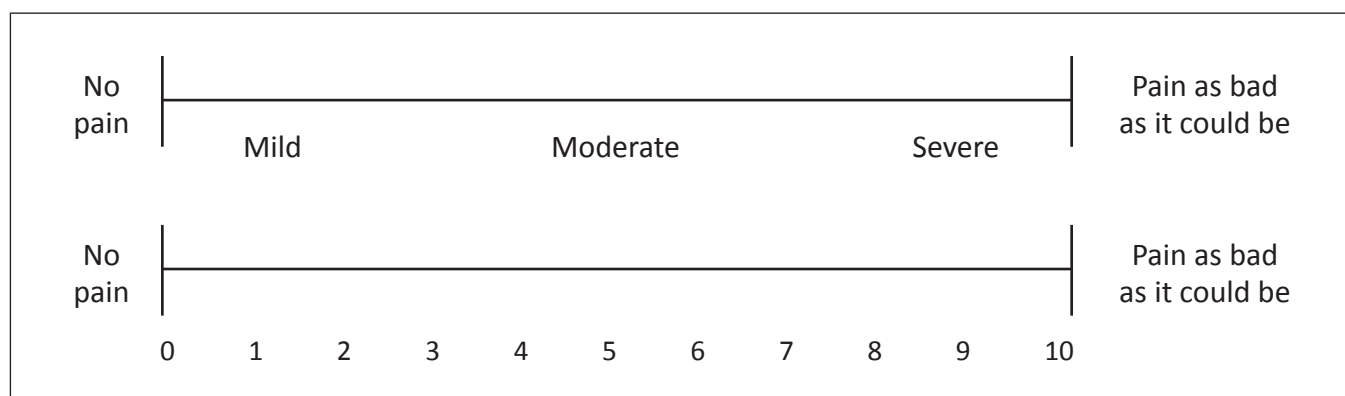 No
pain
Pain as bad
as it could be
Mild Moderate Severe
No
pain
Pain as bad
as it could be
0 1 2 3 4 5 6 7 8 9 10